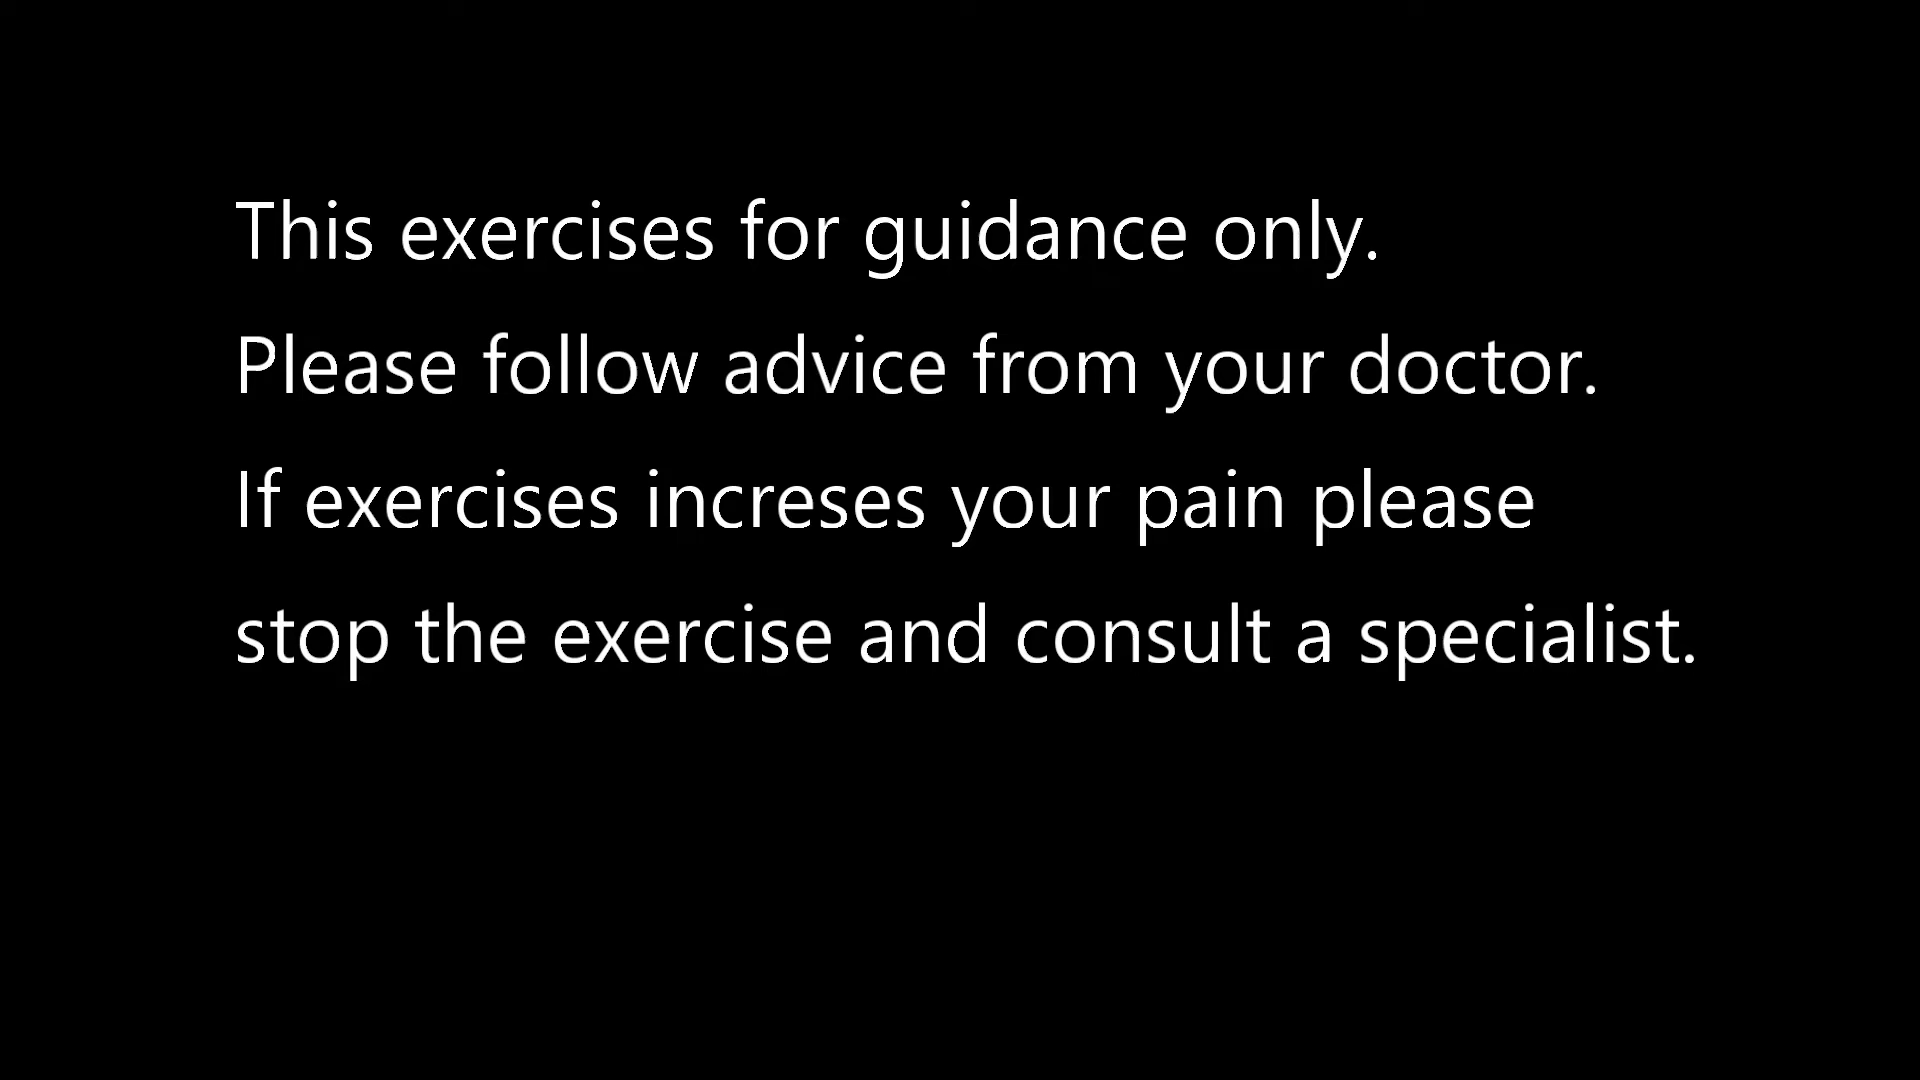 This exercises for guidance only.
Please follow advice from your doctor.
If exercises increses your pain please
stop the exercise and consult a specialist.